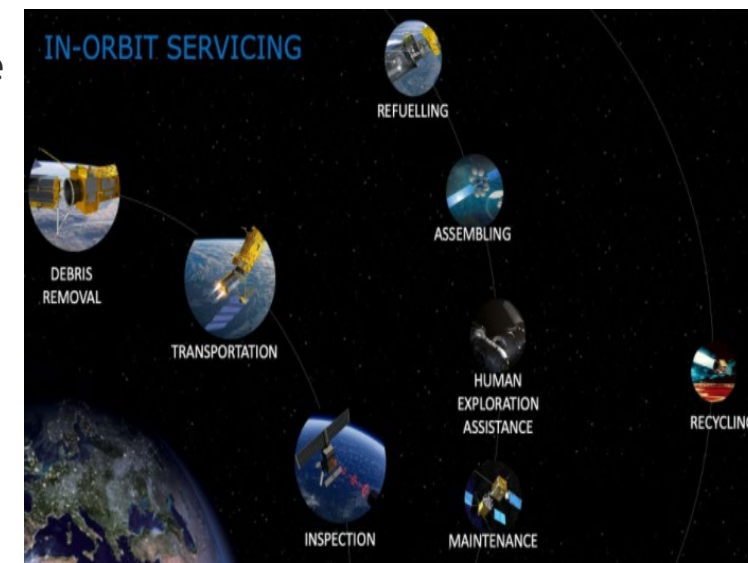 e
IN-ORBIT SERVICING
REFUELLING
ASSEMBLING
DEBRIS
REMOVAL
TRANSPORTATION
HUMAN
EXPLORATION
ASSISTANCE
RECYCLING
INSPECTION
MAINTENANCE